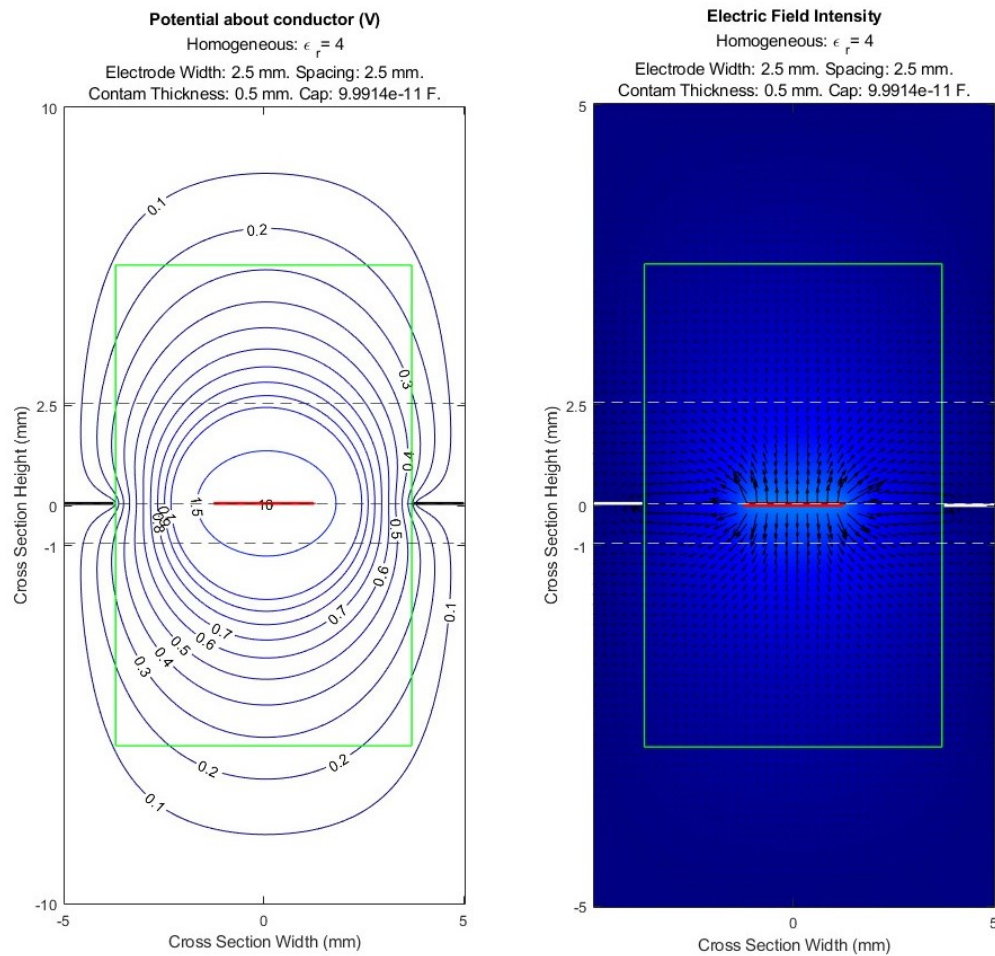 Potential about conductor (V)
Homogeneous: ϵ r= 4
Electrode Width: 2.5 mm. Spacing: 2.5 mm.
Contam Thickness: 0.5 mm. Cap: 9.9914e-11 F.
10
0.1
0.2
0.3
2.5
0.4
Cross Section Height (mm)
0
1.5
10
0.9
0.8
0.5
-1
0.6
0.1
0.7
0.7
0.6
0.5
0.4
0.3
0.2
0.2
0.1
-10
-5
0
5
Cross Section Width (mm)
Electric Field Intensity
Homogeneous: ϵ r= 4
Electrode Width: 2.5 mm. Spacing: 2.5 mm.
Contam Thickness: 0.5 mm. Cap: 9.9914e-11 F.
5
2.5
Cross Section Height (mm)
0
-1
-5
0
5
Cross Section Width (mm)